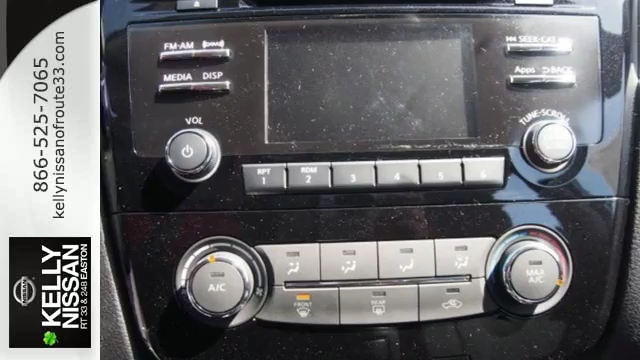 866-525-7065
kellynissanofroute33.com
NISSAN
KELLY
NISSAN
RT 33 & 248 EASTON
FM-AM
MEDIA DISP
VOL
SEEK-CAT
Apps BACK
TUNE-SCROLL
RPT RDM
1 2 3 4 5 6
A/C
FRONT
REAR
MAX
A/C